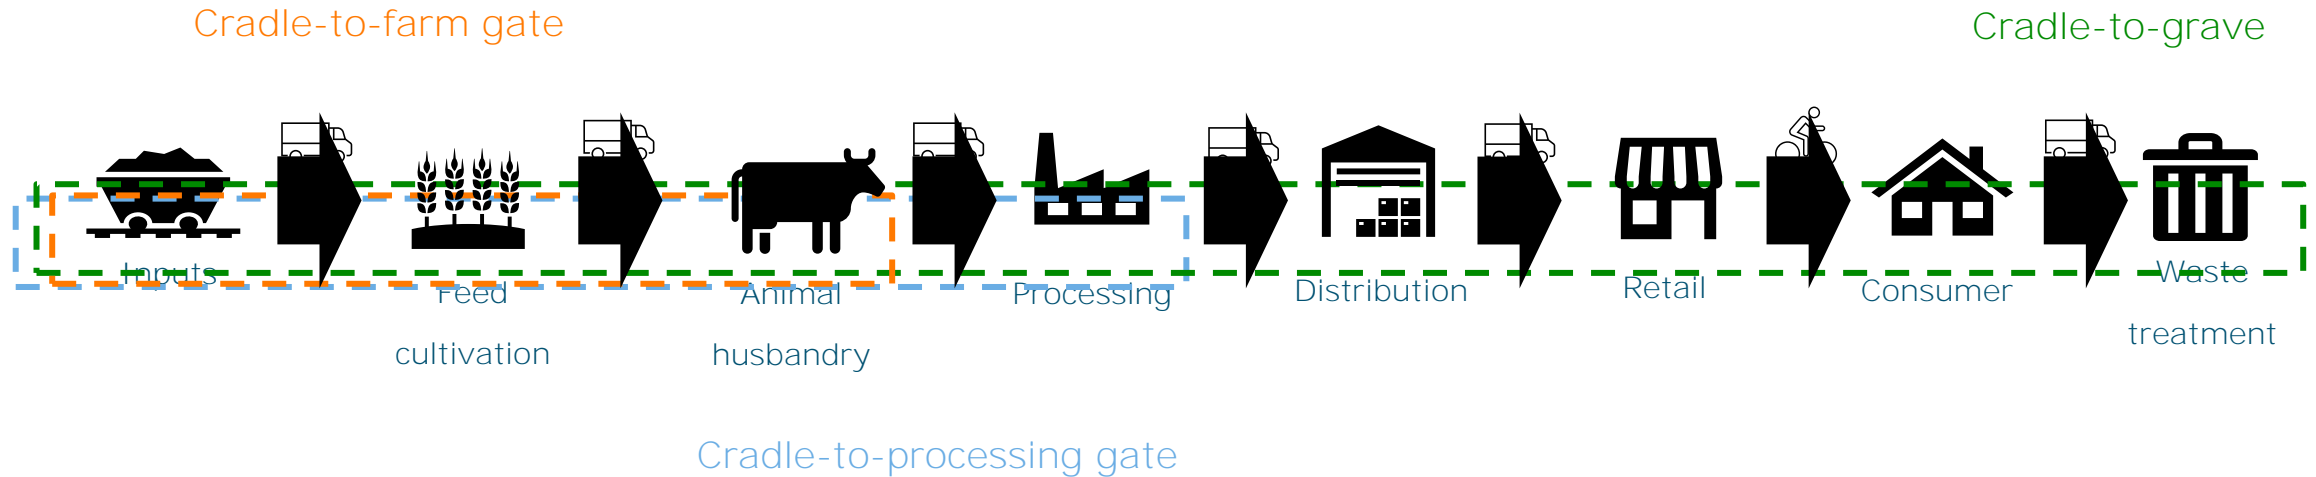 Cradle-to-farm gate
Cradle-to-grave
Inputs
Feed
cultivation
Animal
husbandry
Processing
Distribution
Retail
Consumer
Waste
treatment
Cradle-to-processing gate